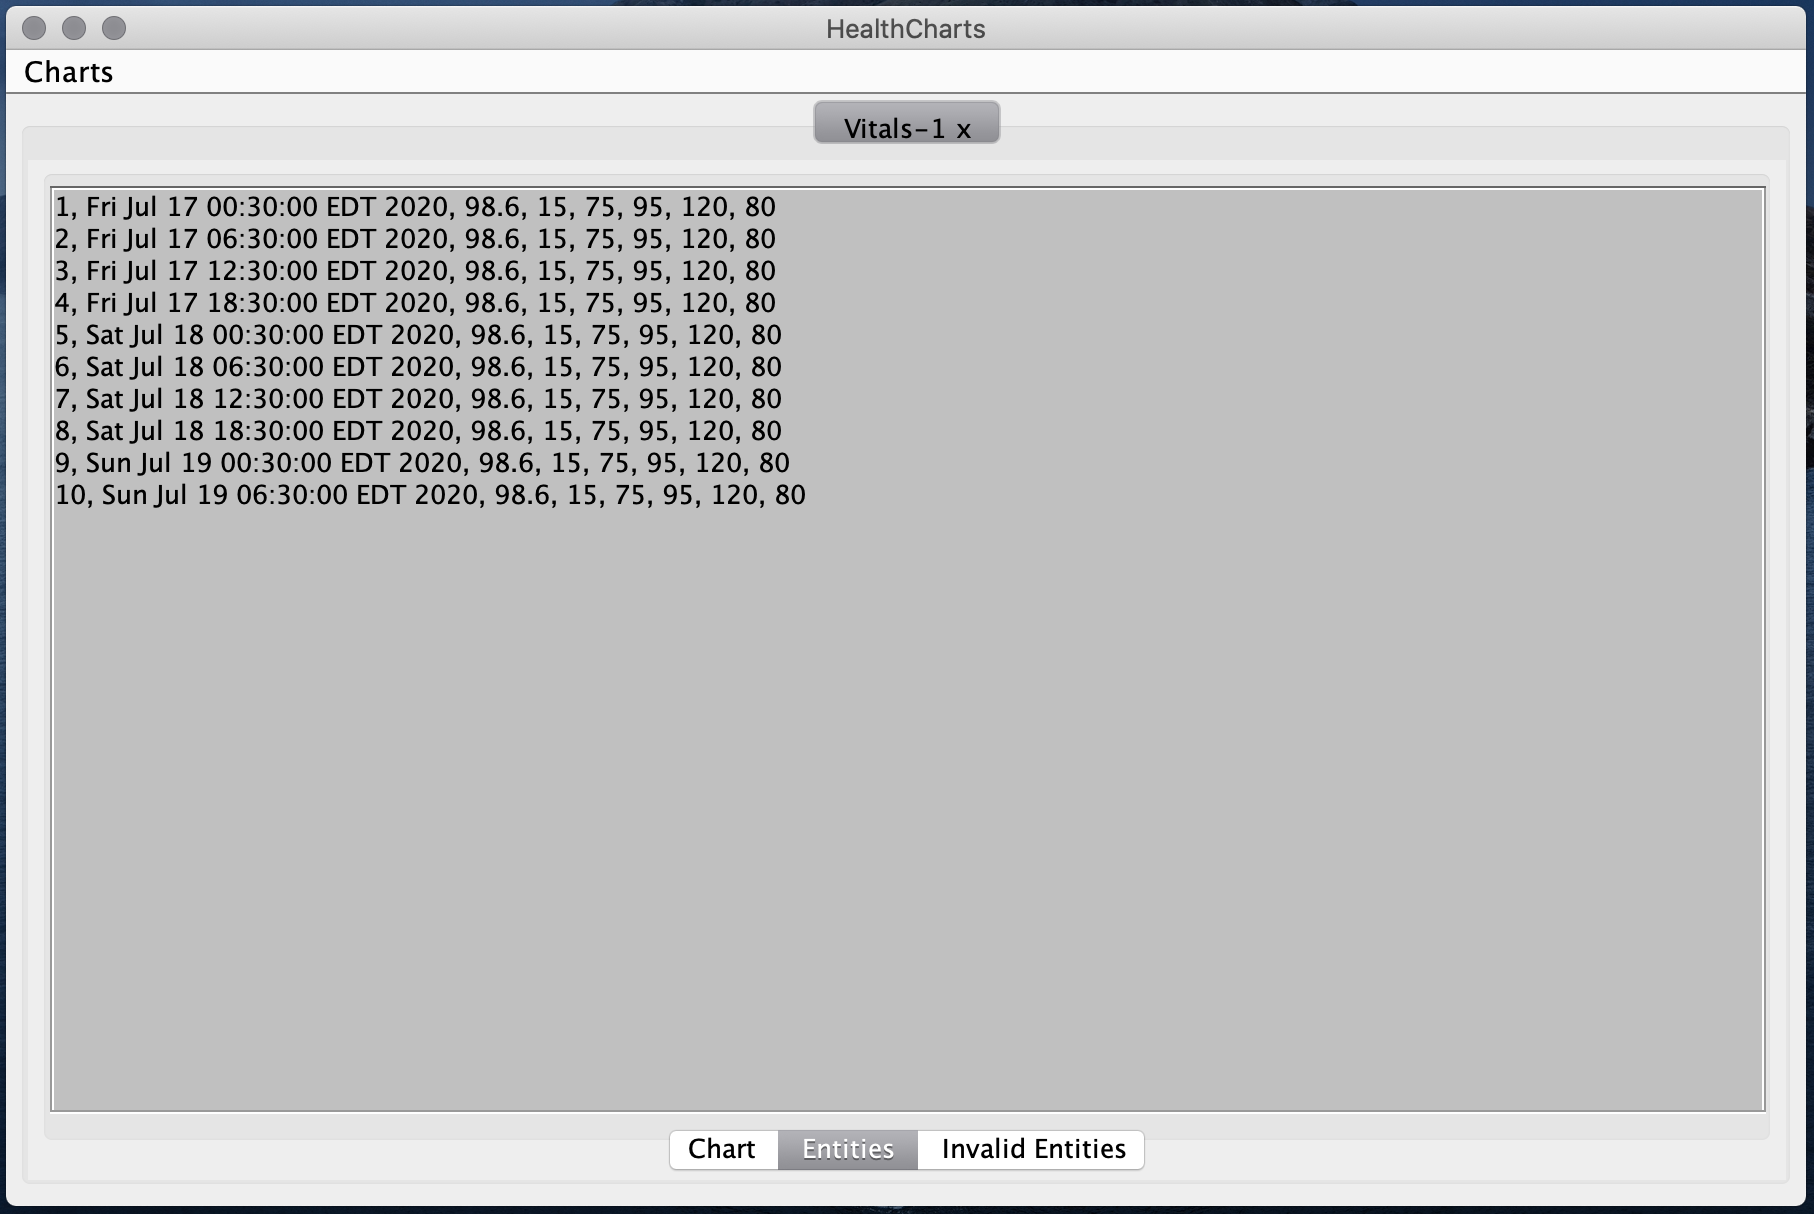 HealthCharts
Charts
Vitals-1 x
1, Fri Jul 17 00:30:00 EDT 2020, 98.6, 15, 75, 95, 120, 80
2, Fri Jul 17 06:30:00 EDT 2020, 98.6, 15, 75, 95, 120, 80
3, Fri Jul 17 12:30:00 EDT 2020, 98.6, 15, 75, 95, 120, 80
4, Fri Jul 17 18:30:00 EDT 2020, 98.6, 15, 75, 95, 120, 80
5, Sat Jul 18 00:30:00 EDT 2020, 98.6, 15, 75, 95, 120, 80
6, Sat Jul 18 06:30:00 EDT 2020, 98.6, 15, 75, 95, 120, 80
7, Sat Jul 18 12:30:00 EDT 2020, 98.6, 15, 75, 95, 120, 80
8, Sat Jul 18 18:30:00 EDT 2020, 98.6, 15, 75, 95, 120, 80
9, Sun Jul 19 00:30:00 EDT 2020, 98.6, 15, 75, 95, 120, 80
10, Sun Jul 19 06:30:00 EDT 2020, 98.6, 15, 75, 95, 120, 80
Chart Entities Invalid Entities